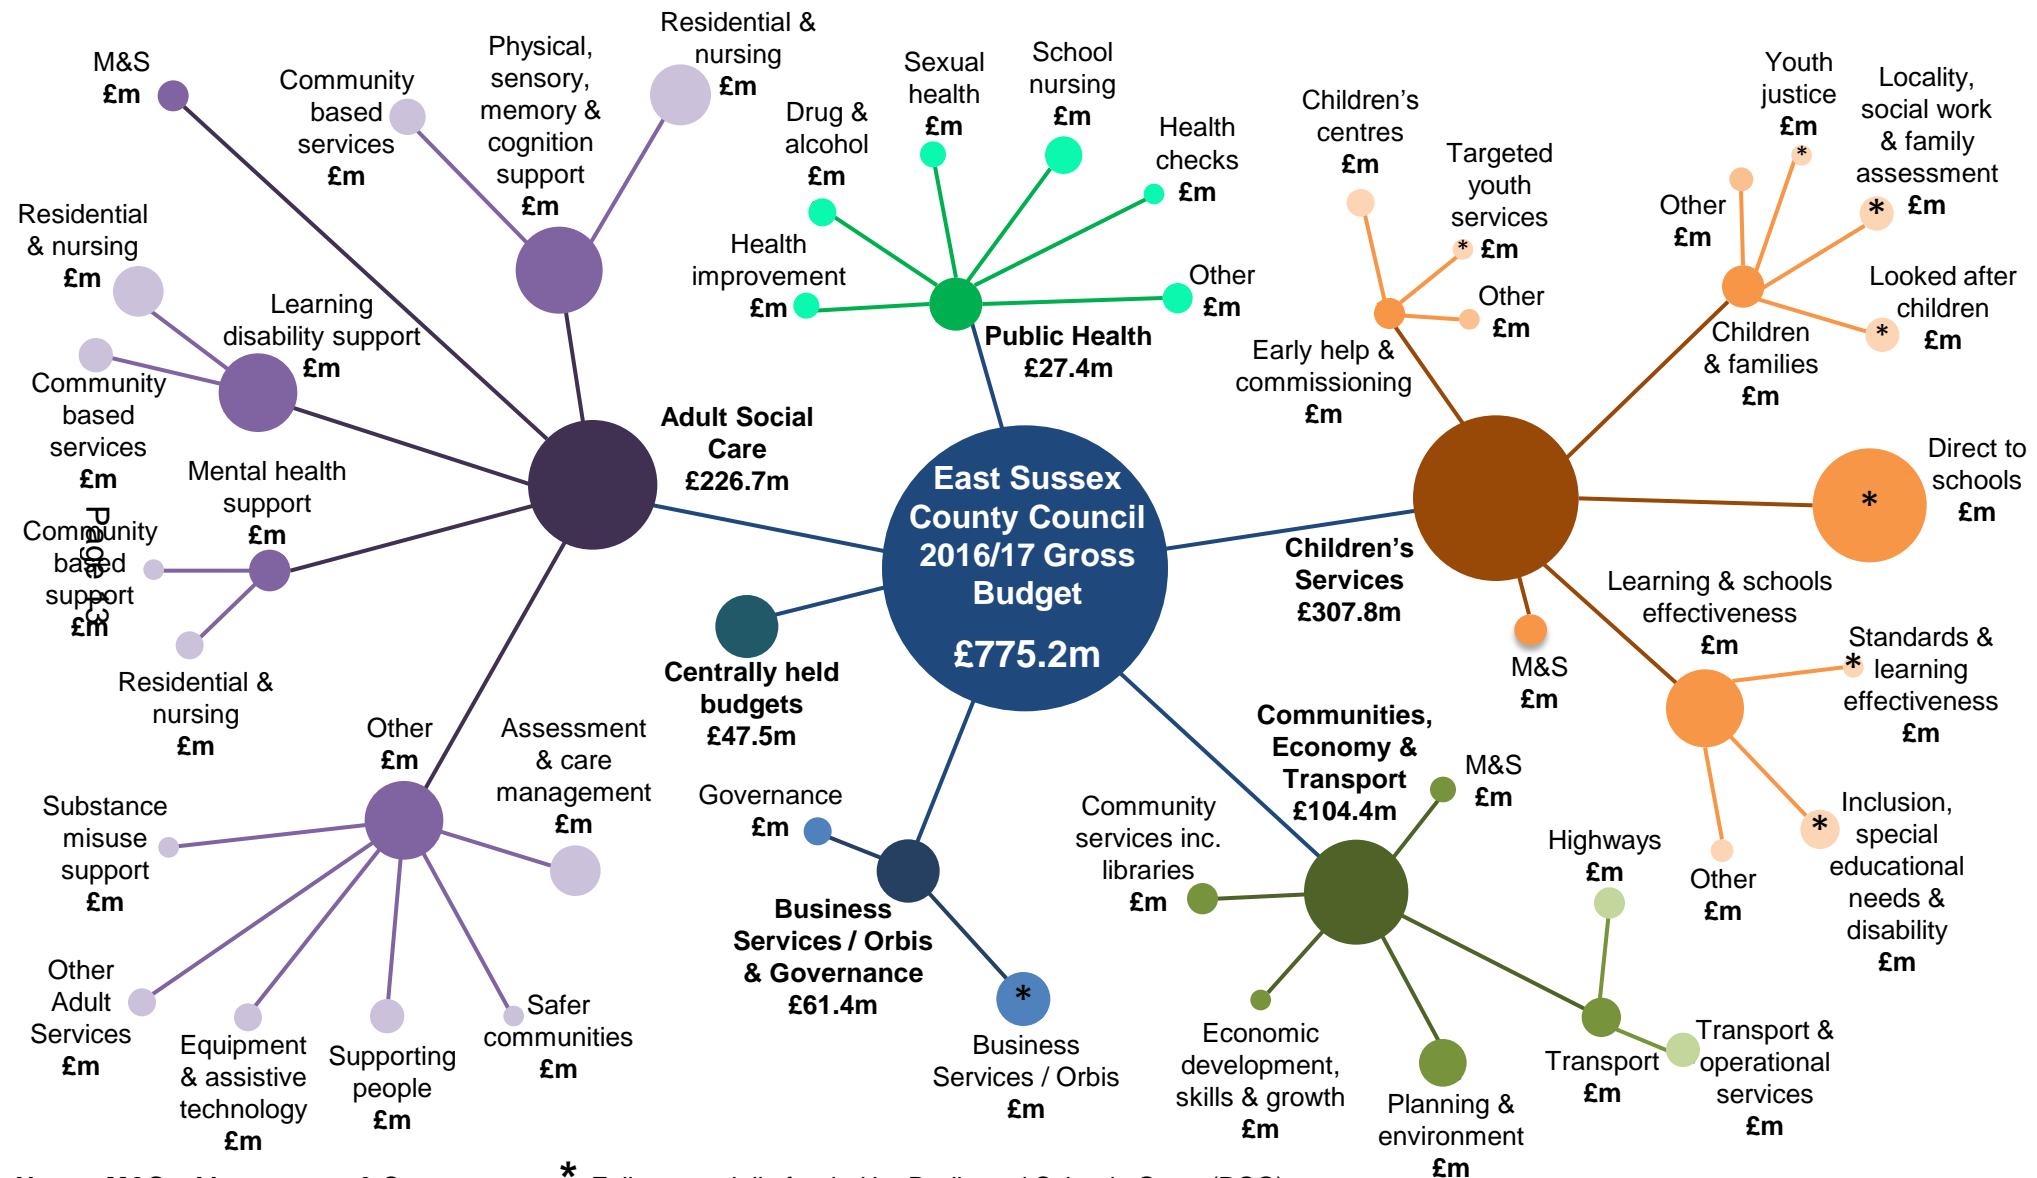 M&S
£m
Community
based
services
£m
Physical,
sensory,
memory &
cognition
support
£m
Residential &
nursing
£m
Residential
& nursing
£m
Learning
disability support
£m
Community
based
services
£m
Mental health
support
£m
Community
based
support
£m
Page 43
Residential &
nursing
£m
Other
£m
Assessment
& care
management
£m
Substance
misuse
support
£m
Other
Adult
Services
£m
Equipment
& assistive
technology
£m
Supporting
people
£m
Safer
communities
£m
Adult Social
Care
£226.7m
Drug &
alcohol
£m
Sexual
health
£m
School
nursing
£m
Health
checks
£m
Health
improvement
£m
Other
£m
Public Health
£27.4m
East Sussex
County Council
2016/17 Gross
Budget
£775.2m
Centrally held
budgets
£47.5m
Governance
£m
Business
Services / Orbis
& Governance
£61.4m
*
Business
Services / Orbis
£m
Children's
centres
£m
Targeted
youth
services
* £m
Other
£m
Early help &
commissioning
£m
Youth
justice
£m
*
Locality,
social work
& family
assessment
* £m
Other
£m
Looked after
children
* £m
Children
& families
£m
Direct to
schools
* £m
Children's
Services
£307.8m
M&S
£m
Learning & schools
effectiveness
£m
Standards &
* learning
effectiveness
£m
Inclusion,
* special
educational
needs &
disability
£m
Other
£m
Communities,
Economy &
Transport
£104.4m
M&S
£m
Community
services inc.
libraries
£m
Highways
£m
Economic
development,
skills & growth
£m
Planning &
environment
£m
Transport
£m
Transport &
operational
services
£m
*